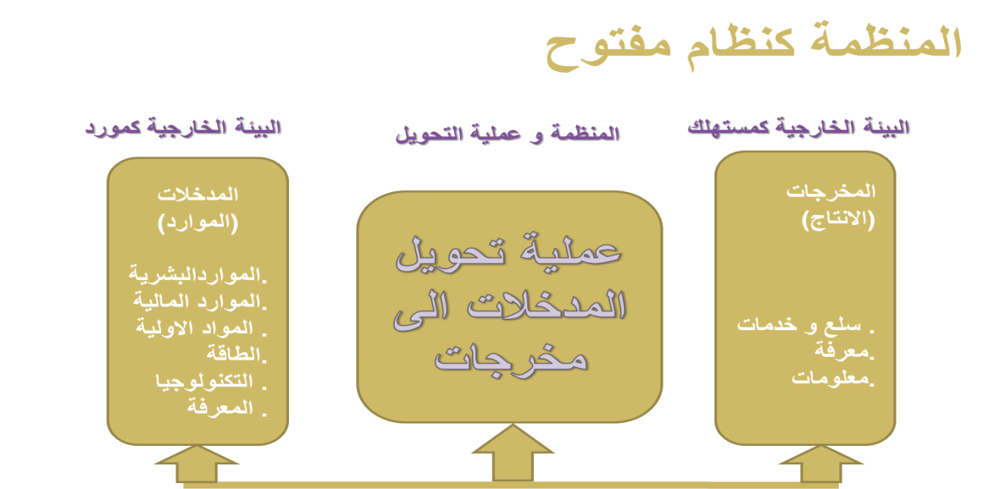 المنظمة كنظام مفتوح
البيئة الخارجية كمستهلك
المخرجات
(الانتاج)
. سلع و خدمات
.معرفة
.معلومات
المنظمة و عملية التحويل
عملية تحويل
المدخلات الى
مخرجات
البيئة الخارجية كمورد
المدخلات
(الموارد)
.المواردالبشرية
.الموارد المالية
. المواد الاولية
.الطاقة
. التكنولوجيا
. المعرفة